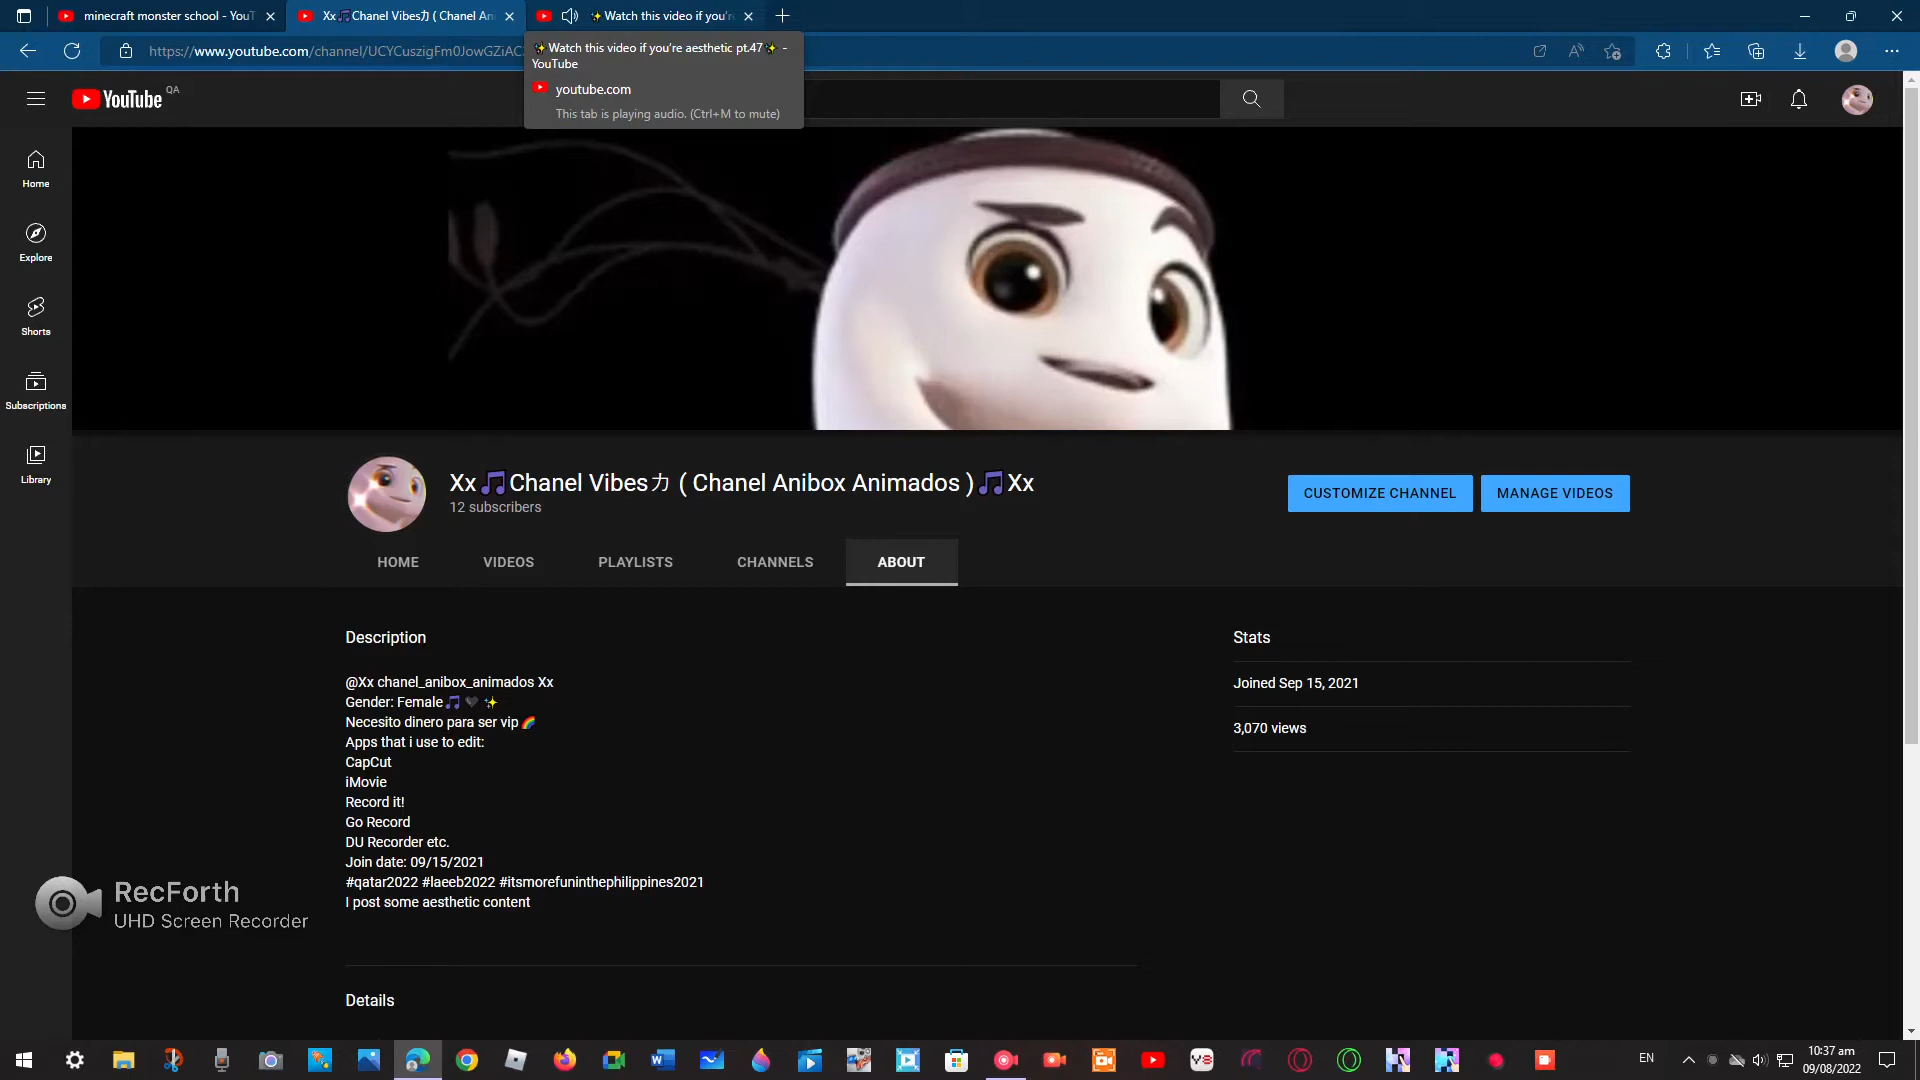 minecraft monster school - YouT
Xx🎵Chanel Vibesカ ( Chanel An
✨Watch this video if you're
https://www.youtube.com/channel/UCYCuszigFm0JowGZiAC
✨Watch this video if you're aesthetic pt.47✨ -
YouTube
youtube.com
This tab is playing audio. (Ctrl+M to mute)
YouTube QA
Home
Explore
Shorts
Subscriptions
Library
Xx🎵Chanel Vibesカ ( Chanel Anibox Animados )🎵Xx
12 subscribers
CUSTOMIZE CHANNEL
MANAGE VIDEOS
HOME
VIDEOS
PLAYLISTS
CHANNELS
ABOUT
Description
@Xx chanel_anibox_animados Xx
Gender: Female🎵🖤✨
Necesito dinero para ser vip🌈
Apps that i use to edit:
CapCut
iMovie
Record it!
Go Record
DU Recorder etc.
Join date: 09/15/2021
#qatar2022 #laeeb2022 #itsmorefuninthephilippines2021
I post some aesthetic content
Stats
Joined Sep 15, 2021
3,070 views
RecForth
UHD Screen Recorder
Details
EN
10:37 am
09/08/2022